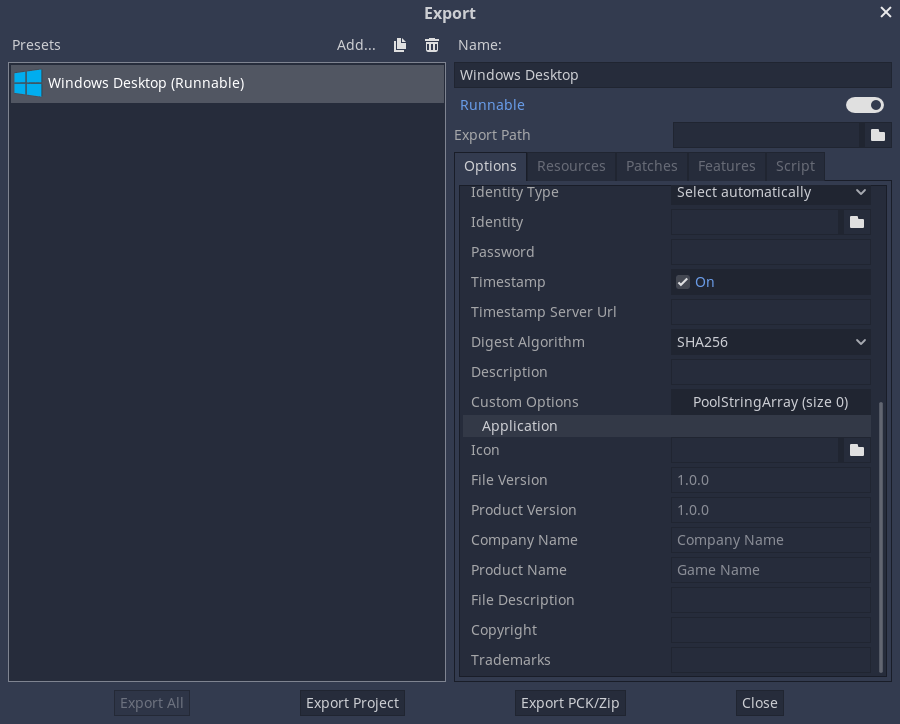 Export
Presets
Add...
Windows Desktop (Runnable)
Name:
Windows Desktop
Runnable
Export Path
Options Resources Patches Features Script
Identity Type Select automatically
Identity
Password
Timestamp On
Timestamp Server Url
Digest Algorithm SHA256
Description
Custom Options PoolStringArray (size 0)
Application
Icon
File Version 1.0.0
Product Version 1.0.0
Company Name Company Name
Product Name Game Name
File Description
Copyright
Trademarks
Export All Export Project Export PCK/Zip Close